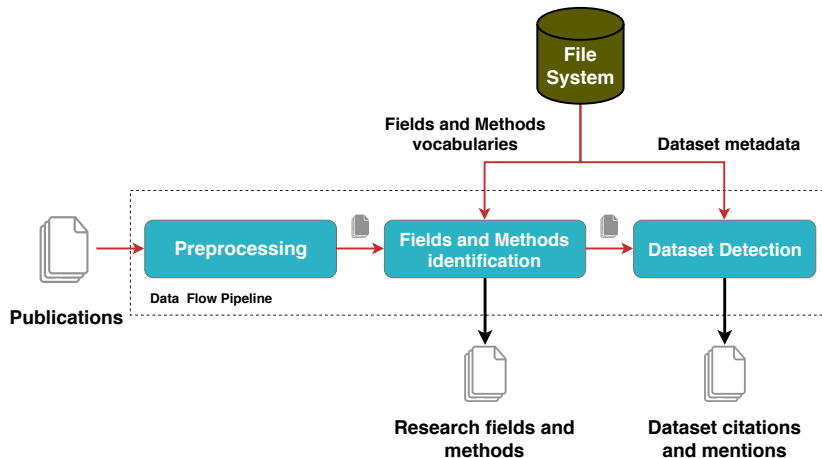 File
System
Fields and Methods
vocabularies
Dataset metadata
Preprocessing
Fields and Methods
identification
Dataset Detection
Data Flow Pipeline
Publications
Research fields and
methods
Dataset citations
and mentions